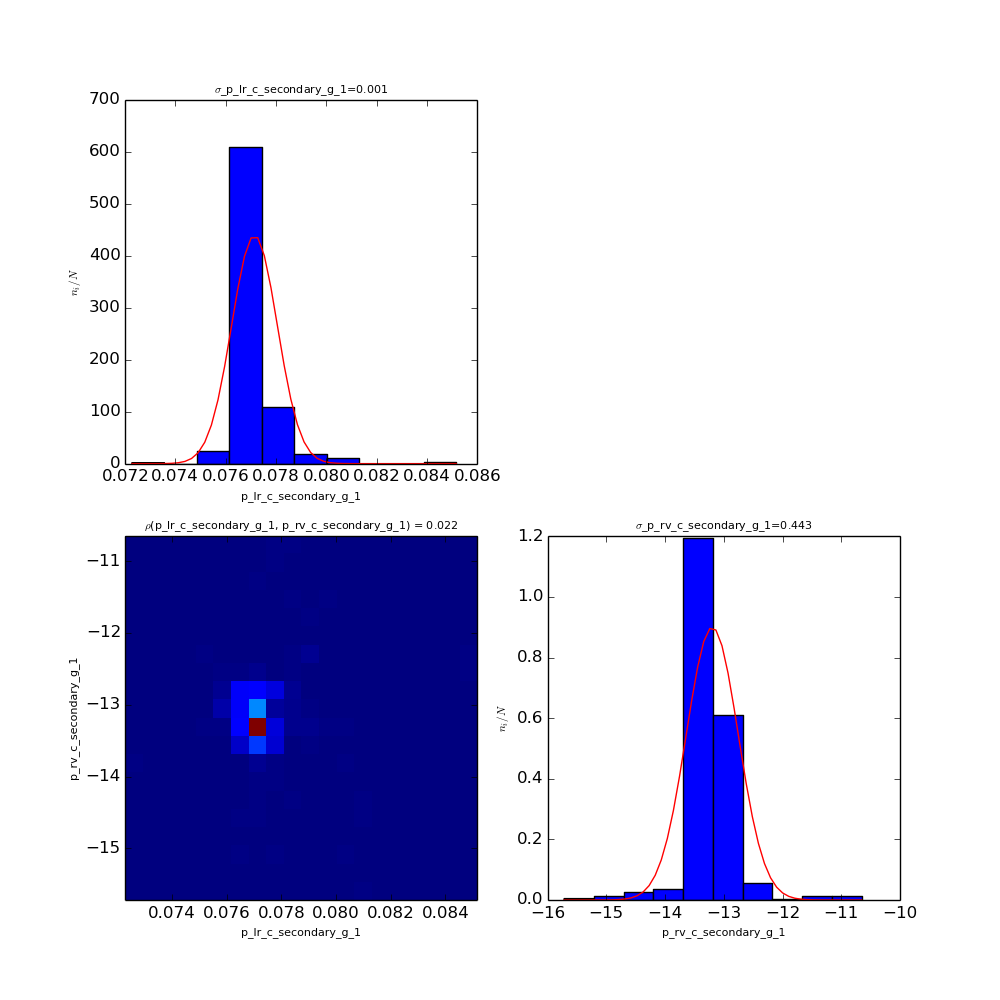 σ_p_lr_c_secondary_g_1=0.001
700
600
500
400
300
200
100
0
n_i/N
0.072 0.074 0.076 0.078 0.080 0.082 0.084 0.086
p_lr_c_secondary_g_1
ρ(p_lr_c_secondary_g_1, p_rv_c_secondary_g_1) = 0.022
−11
−12
−13
−14
−15
p_rv_c_secondary_g_1
0.074 0.076 0.078 0.080 0.082 0.084
p_lr_c_secondary_g_1
σ_p_rv_c_secondary_g_1=0.443
1.2
1.0
0.8
0.6
0.4
0.2
0.0
n_i/N
−16 −15 −14 −13 −12 −11 −10
p_rv_c_secondary_g_1